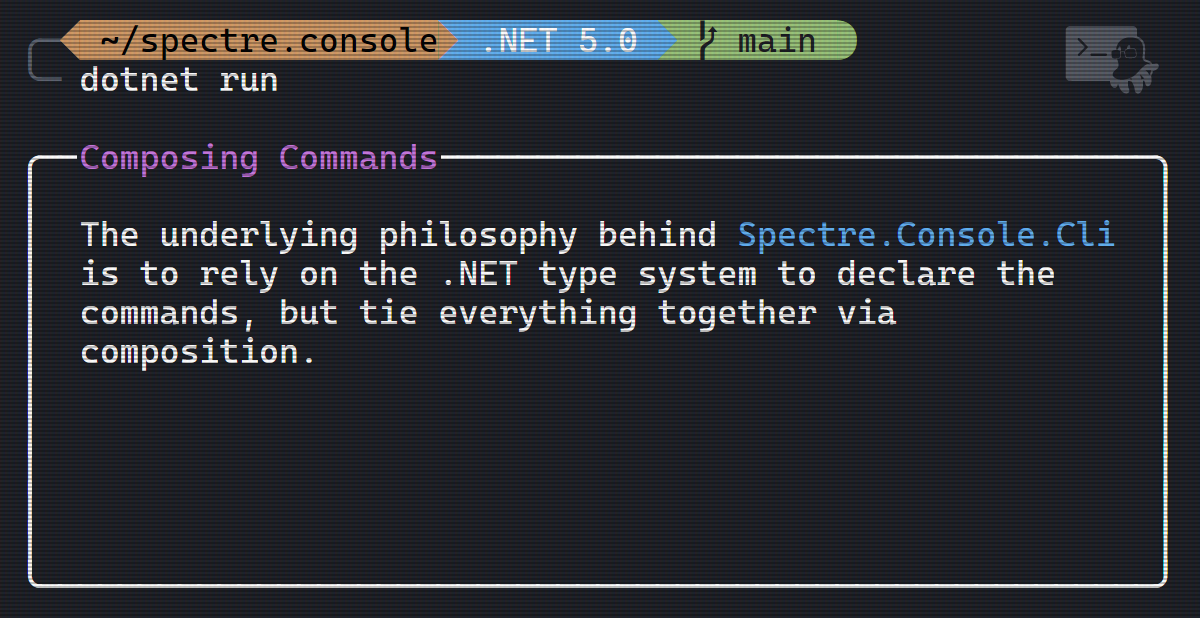 ~/spectre.console .NET 5.0 main
dotnet run
>_
Composing Commands
The underlying philosophy behind Spectre.Console.Cli
is to rely on the .NET type system to declare the
commands, but tie everything together via
composition.